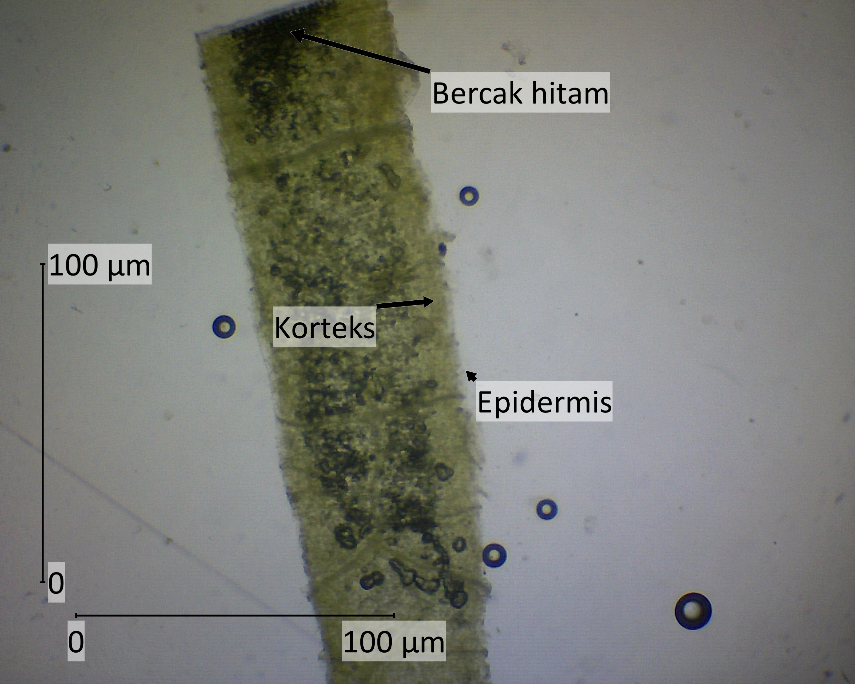 Bercak hitam
100 µm
Korteks
Epidermis
0
0
100 µm